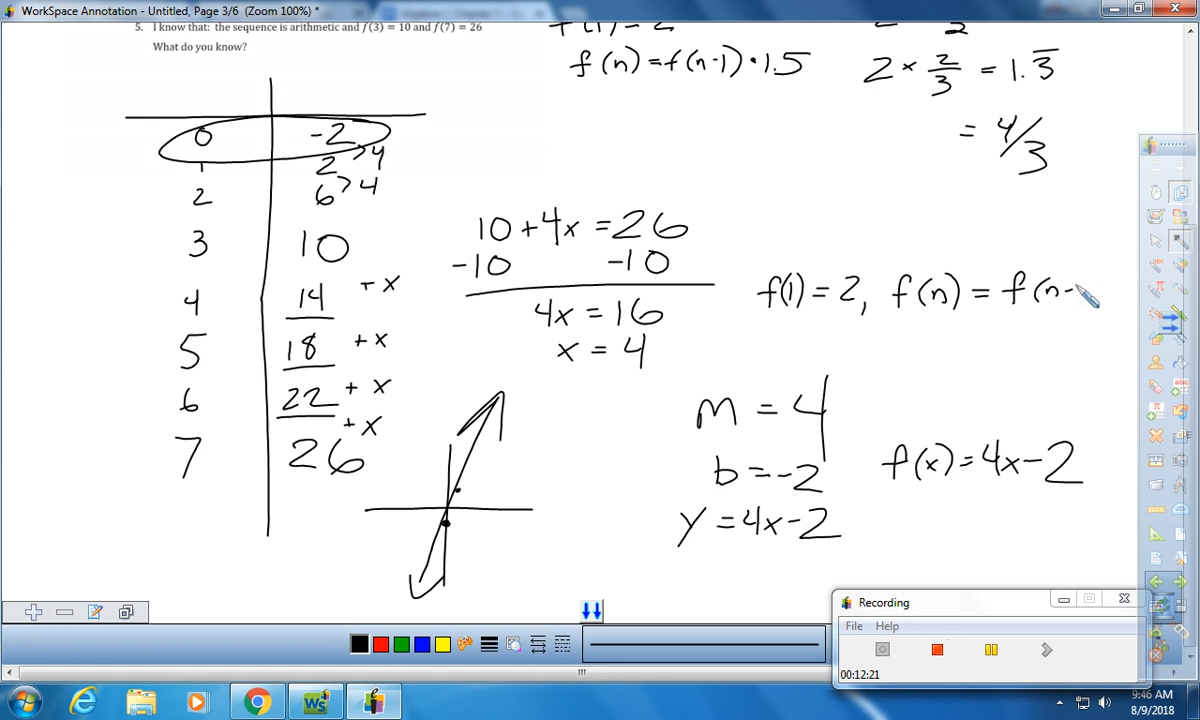 WorkSpace Annotation - Untitled, Page 3/6 (Zoom 100%) *
5. I know that: the sequence is arithmetic and f(3) = 10 and f(7) = 26
What do you know?
f(n) = f(n-1) • 1.5
2 × 2/3 = 1.3̅
= 4/3
0 -2
1 2 >4
2 6 >4
3 10
4 14 + x
5 18 + x
6 22 + x
+ x
7 26
10 + 4x = 26
-10 -10
4x = 16
x = 4
f(1) = 2, f(n) = f(n-
m = 4
b = -2
y = 4x - 2
f(x) = 4x - 2
Recording
File Help
00:12:21
9:46 AM
8/9/2018